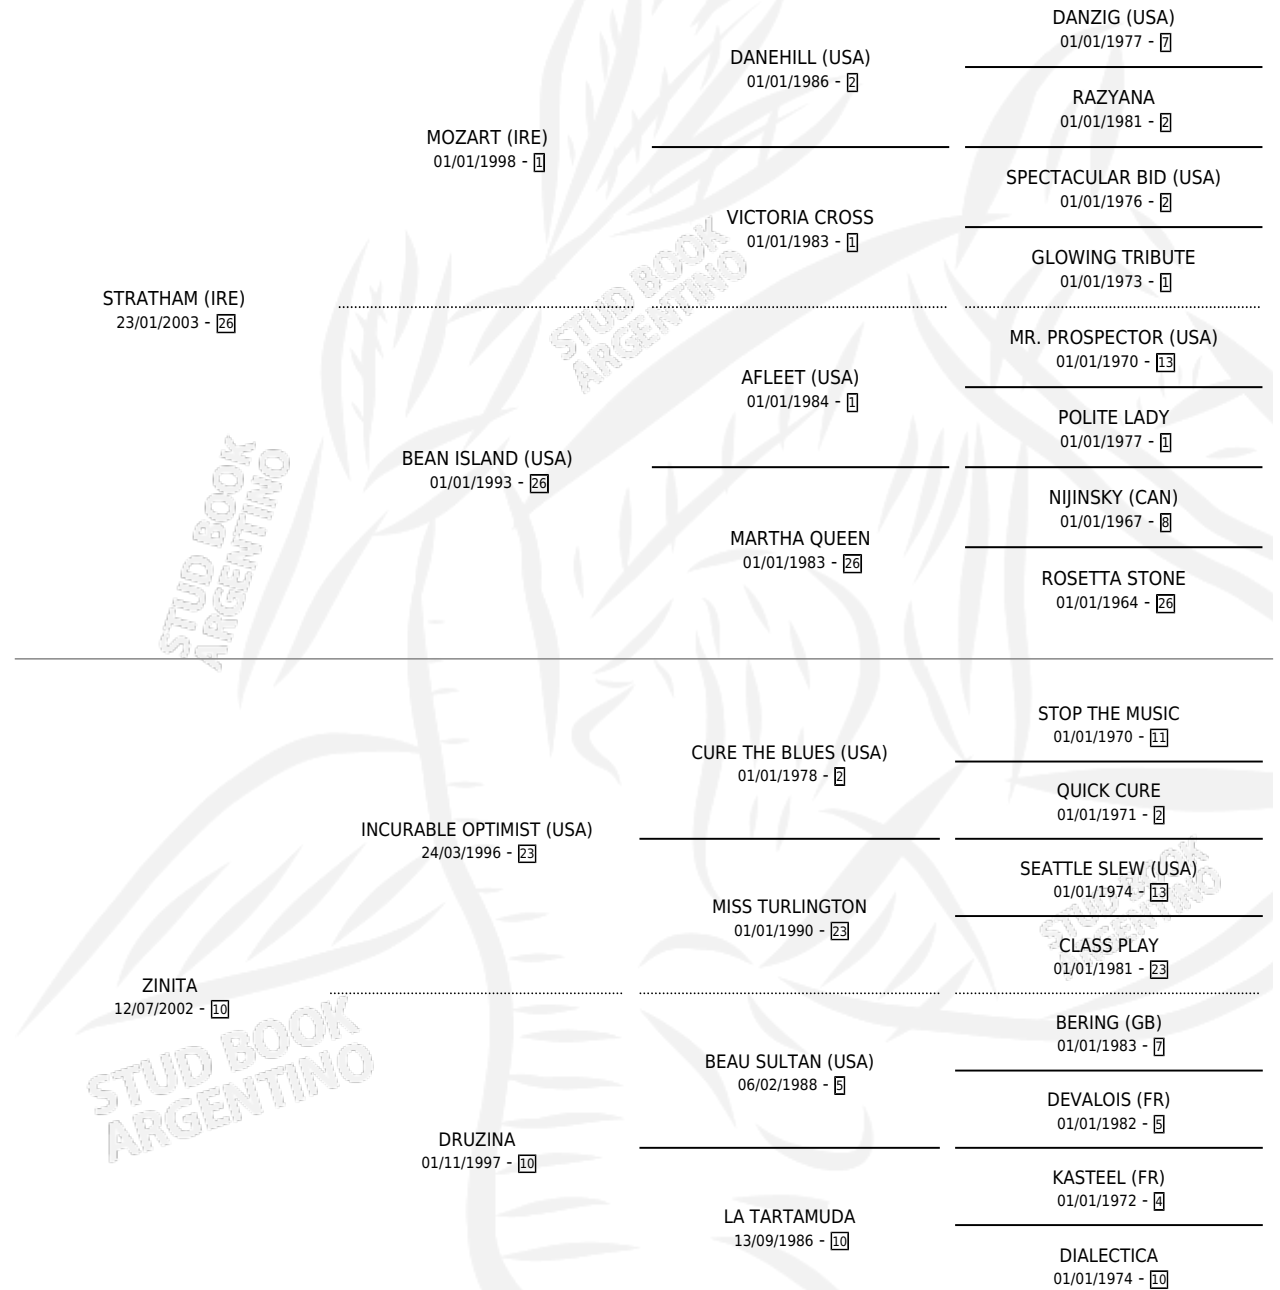 DANZIG (USA)
01/01/1977 - 7
DANEHILL (USA)
01/01/1986 - 2
RAZYANA
01/01/1981 - 2
MOZART (IRE)
01/01/1998 - 1
SPECTACULAR BID (USA)
01/01/1976 - 2
VICTORIA CROSS
01/01/1983 - 1
GLOWING TRIBUTE
01/01/1973 - 1
STRATHAM (IRE)
23/01/2003 - 26
MR. PROSPECTOR (USA)
01/01/1970 - 13
AFLEET (USA)
01/01/1984 - 1
POLITE LADY
01/01/1977 - 1
BEAN ISLAND (USA)
01/01/1993 - 26
NIJINSKY (CAN)
01/01/1967 - 8
MARTHA QUEEN
01/01/1983 - 26
ROSETTA STONE
01/01/1964 - 26
STOP THE MUSIC
01/01/1970 - 11
CURE THE BLUES (USA)
01/01/1978 - 2
QUICK CURE
01/01/1971 - 2
INCURABLE OPTIMIST (USA)
24/03/1996 - 23
SEATTLE SLEW (USA)
01/01/1974 - 13
MISS TURLINGTON
01/01/1990 - 23
CLASS PLAY
01/01/1981 - 23
ZINITA
12/07/2002 - 10
BERING (GB)
01/01/1983 - 7
BEAU SULTAN (USA)
06/02/1988 - 5
DEVALOIS (FR)
01/01/1982 - 5
DRUZINA
01/11/1997 - 10
KASTEEL (FR)
01/01/1972 - 4
LA TARTAMUDA
13/09/1986 - 10
DIALECTICA
01/01/1974 - 10
STUD BOOK
ARGENTINO
STUD BOOK
ARGENTINO
STUD BOOK
ARGENTINO
STUD BOOK
ARGENTINO